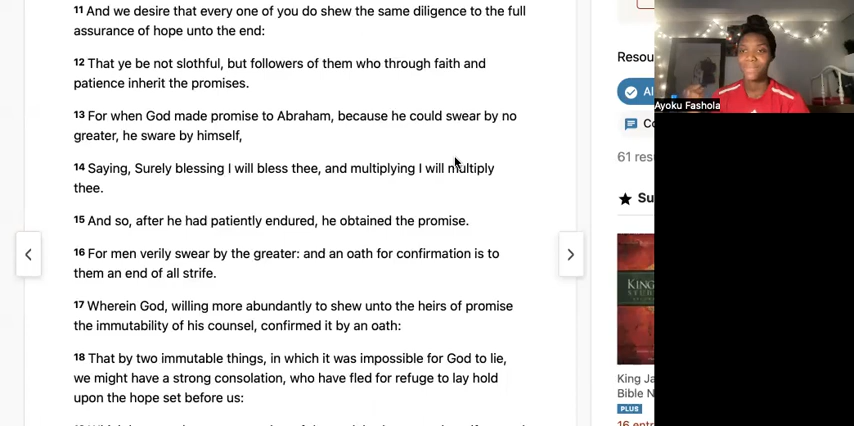 11 And we desire that every one of you do shew the same diligence to the full
assurance of hope unto the end:
12 That ye be not slothful, but followers of them who through faith and
patience inherit the promises.
13 For when God made promise to Abraham, because he could swear by no
greater, he sware by himself,
14 Saying, Surely blessing I will bless thee, and multiplying I will multiply
thee.
15 And so, after he had patiently endured, he obtained the promise.
16 For men verily swear by the greater: and an oath for confirmation is to
them an end of all strife.
17 Wherein God, willing more abundantly to shew unto the heirs of promise
the immutability of his counsel, confirmed it by an oath:
18 That by two immutable things, in which it was impossible for God to lie,
we might have a strong consolation, who have fled for refuge to lay hold
upon the hope set before us:
Resou
Al
Co
61 res
Su
KING
King Ja
Bible N
PLUS
16 entr
Ayoku Fashola